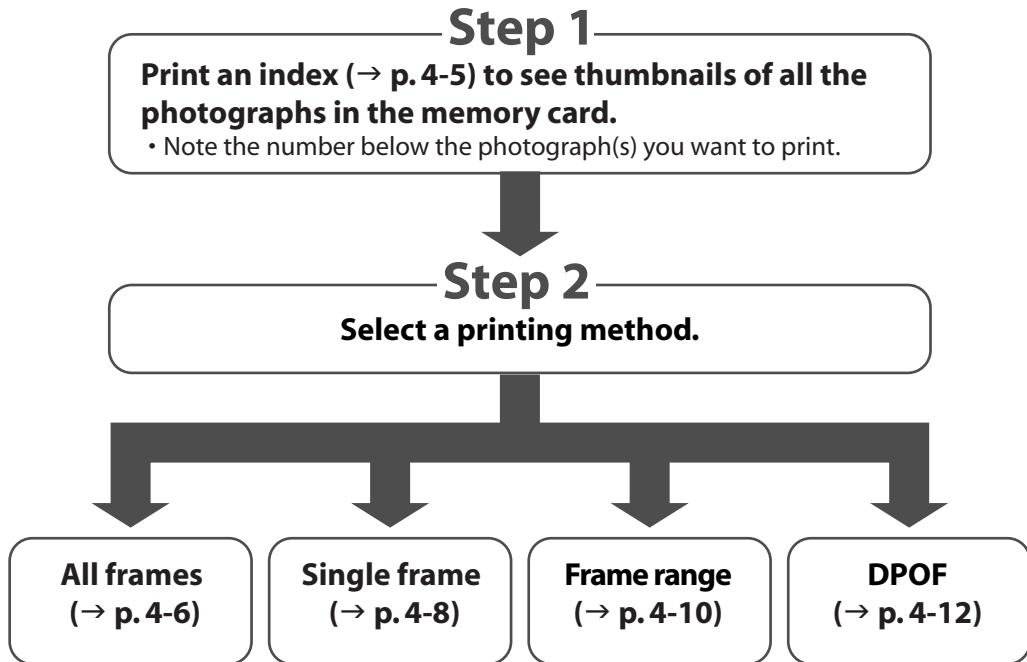 Step 1
Print an index (→ p. 4-5) to see thumbnails of all the
photographs in the memory card.
• Note the number below the photograph(s) you want to print.
Step 2
Select a printing method.
All frames
(→ p. 4-6)
Single frame
(→ p. 4-8)
Frame range
(→ p. 4-10)
DPOF
(→ p. 4-12)